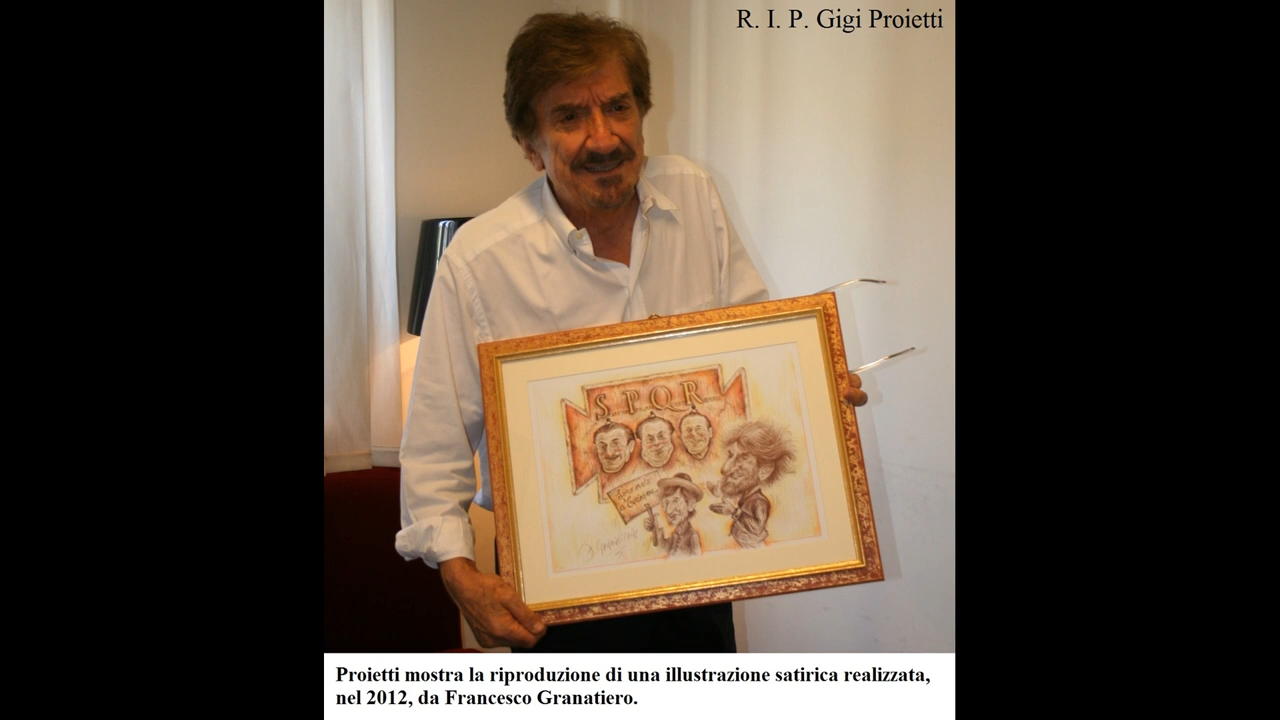 R. I. P. Gigi Proietti
S P Q R
Proietti mostra la riproduzione di una illustrazione satirica realizzata,
nel 2012, da Francesco Granatiero.